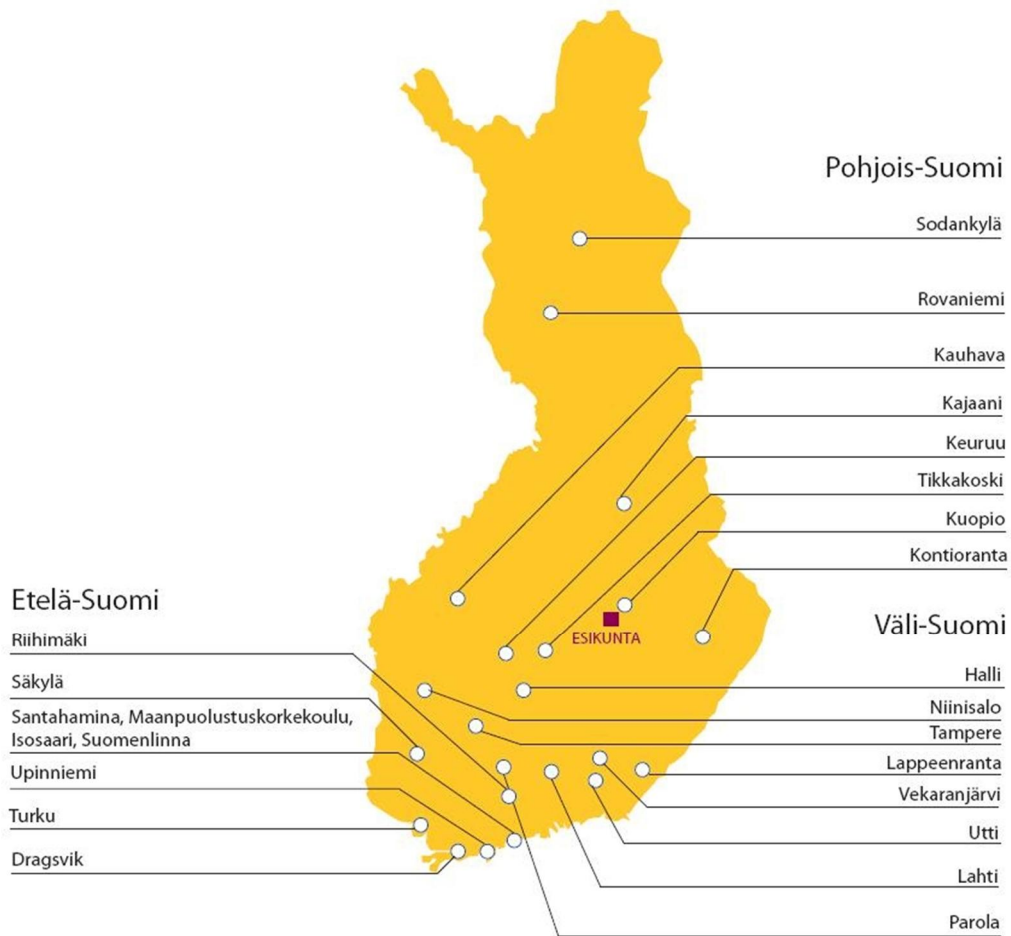 Pohjois-Suomi
Sodankylä
Rovaniemi
Kauhava
Kajaani
Keuruu
Tikkakoski
Kuopio
Kontioranta
ESIKUNTA
Väli-Suomi
Halli
Niinisalo
Tampere
Lappeenranta
Vekaranjärvi
Utti
Lahti
Parola
Etelä-Suomi
Riihimäki
Säkylä
Santahamina, Maanpuolustuskorkekoulu,
Isosaari, Suomenlinna
Upinniemi
Turku
Dragsvik